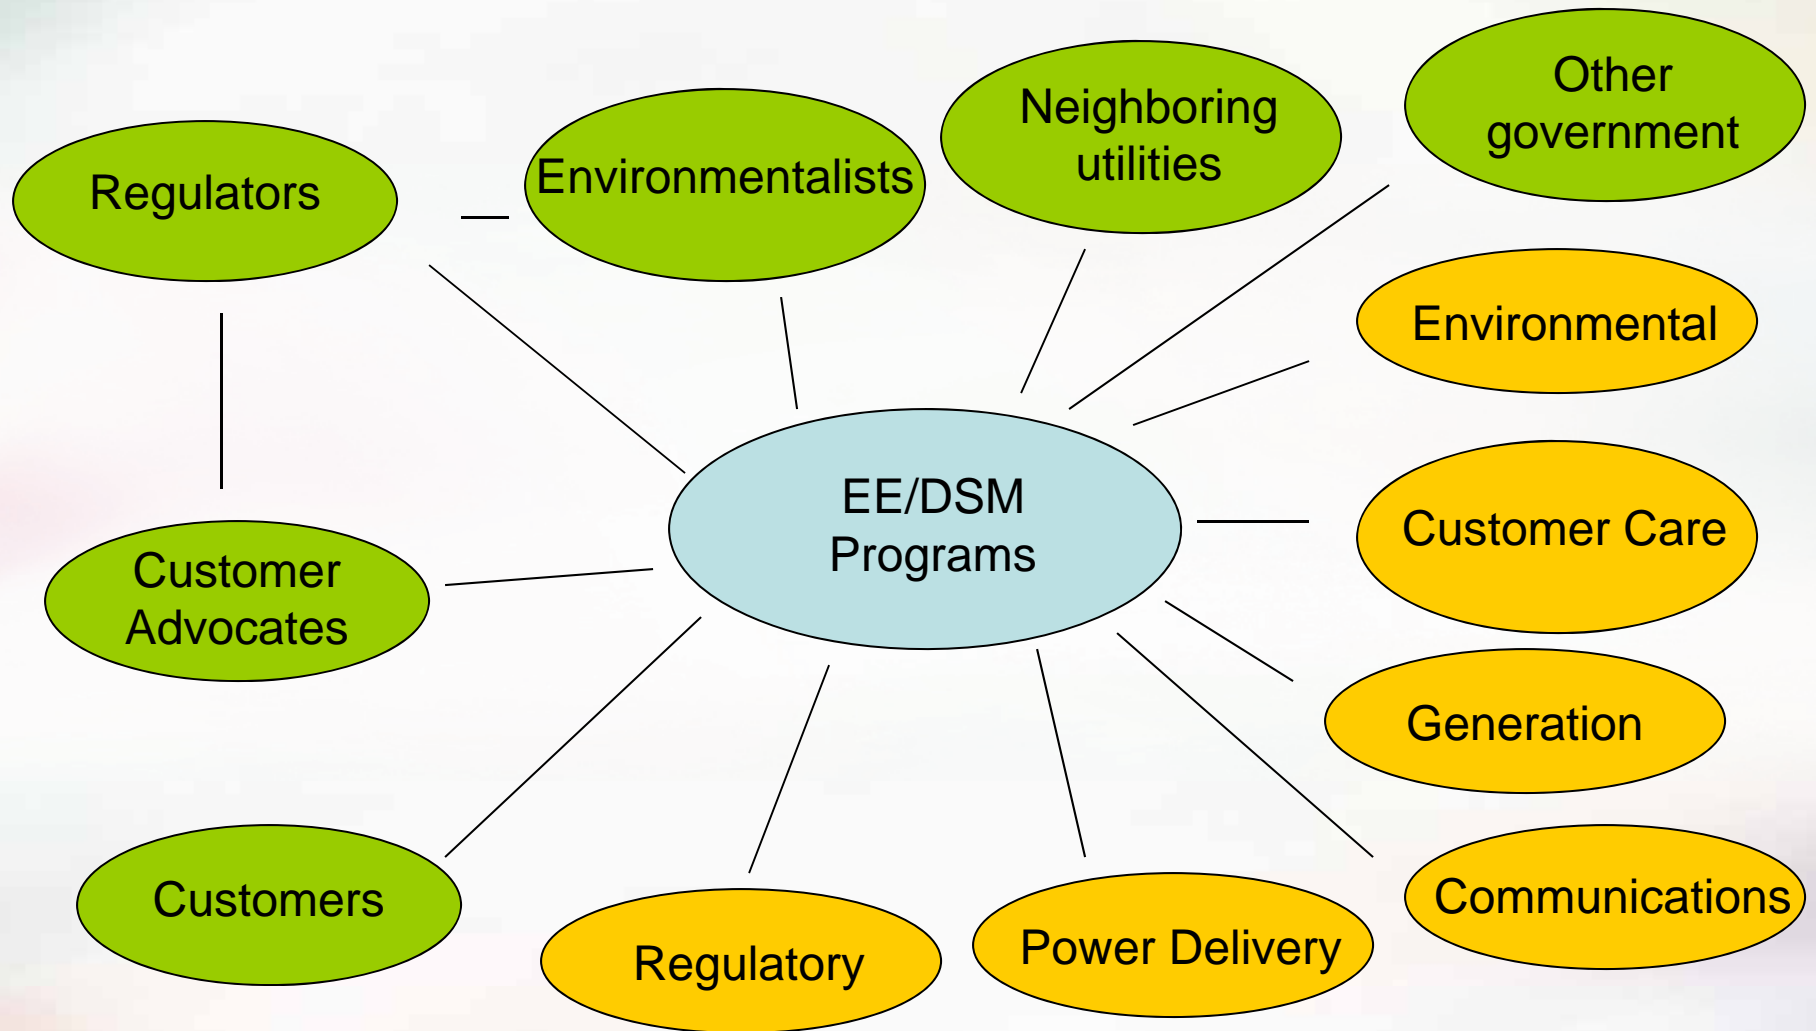 Other
government
Neighboring
utilities
Environmentalists
Regulators
Environmental
EE/DSM
Programs
Customer Care
Customer
Advocates
Generation
Customers
Communications
Regulatory
Power Delivery